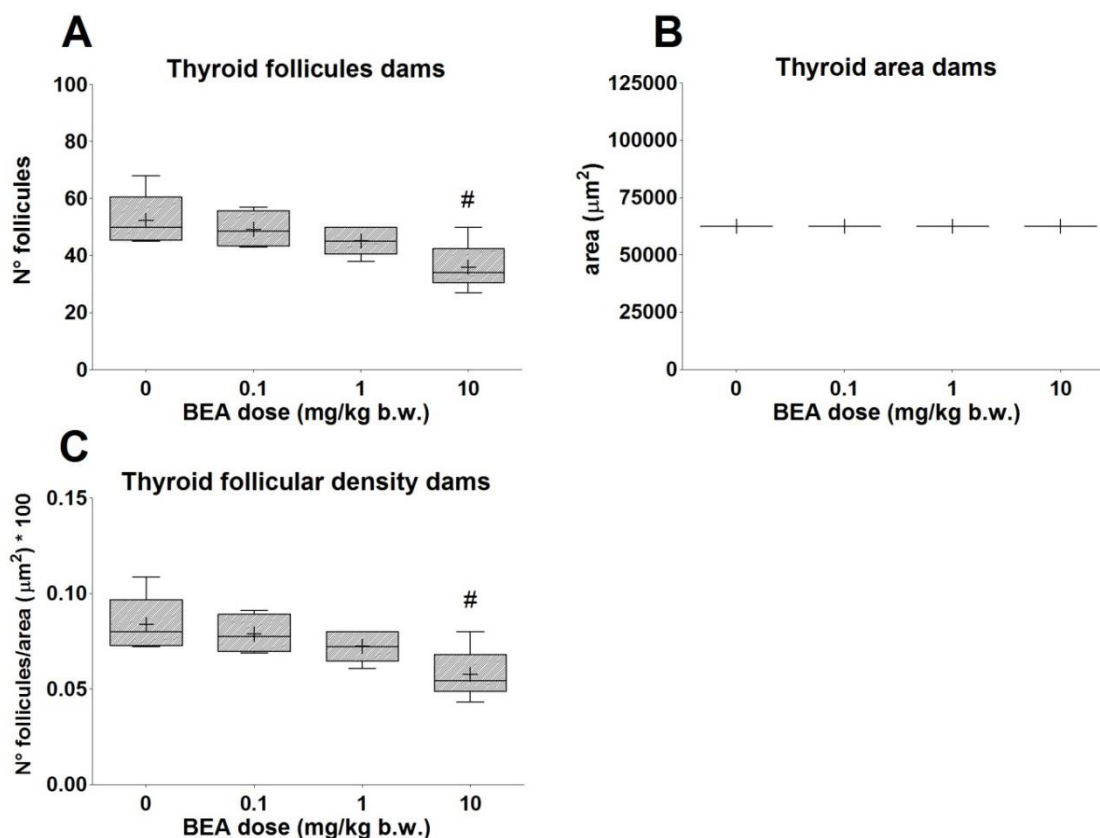 A
Thyroid follicules dams
N° follicules
100
80
60
40
20
0
#
0 0.1 1 10
BEA dose (mg/kg b.w.)
B
Thyroid area dams
area (μm²)
125000
100000
75000
50000
25000
0
0 0.1 1 10
BEA dose (mg/kg b.w.)
C
Thyroid follicular density dams
N° follicules/area (μm²) * 100
0.15
0.10
0.05
0.00
#
0 0.1 1 10
BEA dose (mg/kg b.w.)